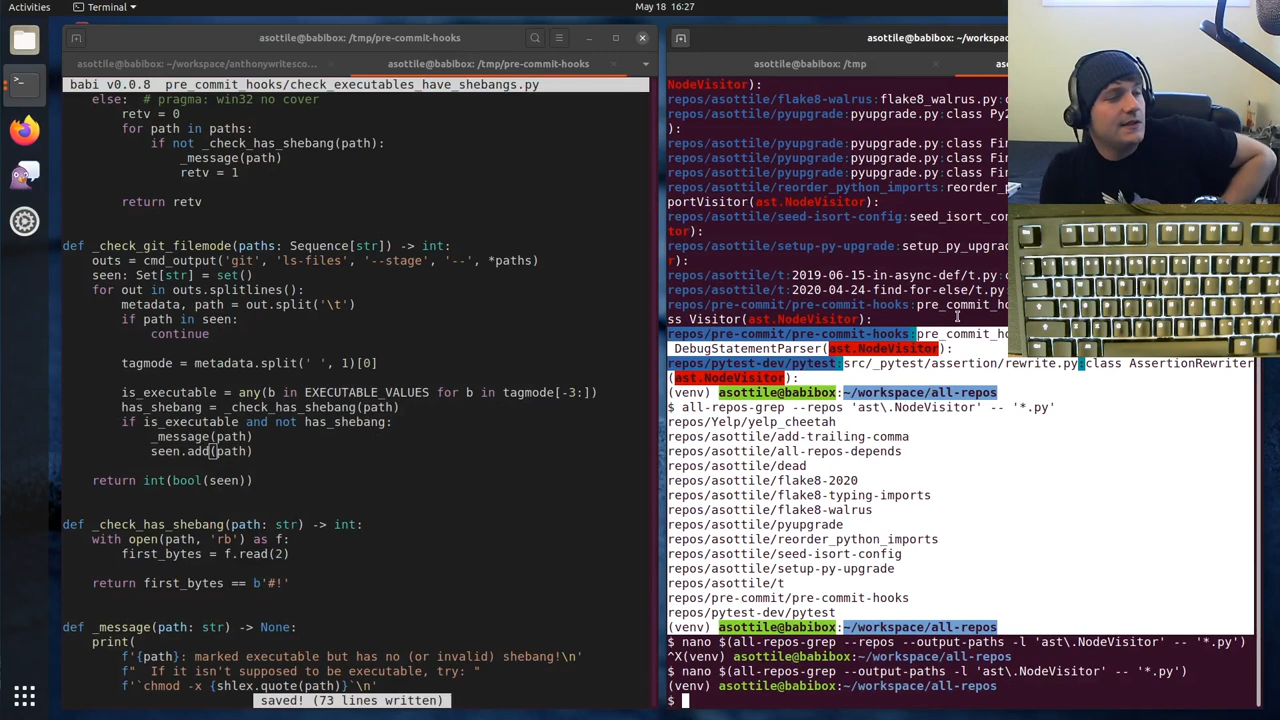 Activities
Terminal
May 18 16:27
asottile@babibox: /tmp/pre-commit-hooks
asottile@babibox: ~/workspace/anthonywritesco…
asottile@babibox: /tmp/pre-commit-hooks
babi v0.0.8 pre_commit_hooks/check_executables_have_shebangs.py
else:  # pragma: win32 no cover
retv = 0
for path in paths:
if not _check_has_shebang(path):
_message(path)
retv = 1
return retv
def _check_git_filemode(paths: Sequence[str]) -> int:
outs = cmd_output('git', 'ls-files', '--stage', '--', *paths)
seen: Set[str] = set()
for out in outs.splitlines():
metadata, path = out.split('\t')
if path in seen:
continue
tagmode = metadata.split(' ', 1)[0]
is_executable = any(b in EXECUTABLE_VALUES for b in tagmode[-3:])
has_shebang = _check_has_shebang(path)
if is_executable and not has_shebang:
_message(path)
seen.add(path)
return int(bool(seen))
def _check_has_shebang(path: str) -> int:
with open(path, 'rb') as f:
first_bytes = f.read(2)
return first_bytes == b'#!'
def _message(path: str) -> None:
print(
f'{path}: marked executable but has no (or invalid) shebang!\n'
f"  If it isn't supposed to be executable, try: "
f'`chmod -x {shlex.quote(path)}`\n'
saved! (73 lines written)
asottile@babibox: ~/workspac
asottile@babibox: /tmp
aso
NodeVisitor):
repos/asottile/flake8-walrus:flake8_walrus.py:c
repos/asottile/pyupgrade:pyupgrade.py:class Py2
):
repos/asottile/pyupgrade:pyupgrade.py:class Fin
repos/asottile/pyupgrade:pyupgrade.py:class Fin
repos/asottile/pyupgrade:pyupgrade.py:class Fin
repos/asottile/reorder_python_imports:reorder_p
portVisitor(ast.NodeVisitor):
repos/asottile/seed-isort-config:seed_isort_con
tor):
repos/asottile/setup-py-upgrade:setup_py_upgrad
r):
repos/asottile/t:2019-06-15-in-async-def/t.py:c
repos/asottile/t:2020-04-24-find-for-else/t.py:
repos/pre-commit/pre-commit-hooks:pre_commit_ho
ss Visitor(ast.NodeVisitor):
repos/pre-commit/pre-commit-hooks:pre_commit_ho
DebugStatementParser(ast.NodeVisitor):
repos/pytest-dev/pytest:src/_pytest/assertion/rewrite.py:class AssertionRewriter
(ast.NodeVisitor):
(venv) asottile@babibox:~/workspace/all-repos
$ all-repos-grep --repos 'ast\.NodeVisitor' -- '*.py'
repos/Yelp/yelp_cheetah
repos/asottile/add-trailing-comma
repos/asottile/all-repos-depends
repos/asottile/dead
repos/asottile/flake8-2020
repos/asottile/flake8-typing-imports
repos/asottile/flake8-walrus
repos/asottile/pyupgrade
repos/asottile/reorder_python_imports
repos/asottile/seed-isort-config
repos/asottile/setup-py-upgrade
repos/asottile/t
repos/pre-commit/pre-commit-hooks
repos/pytest-dev/pytest
(venv) asottile@babibox:~/workspace/all-repos
$ nano $(all-repos-grep --repos --output-paths -l 'ast\.NodeVisitor' -- '*.py')
^X(venv) asottile@babibox:~/workspace/all-repos
$ nano $(all-repos-grep --output-paths -l 'ast\.NodeVisitor' -- '*.py')
(venv) asottile@babibox:~/workspace/all-repos
$